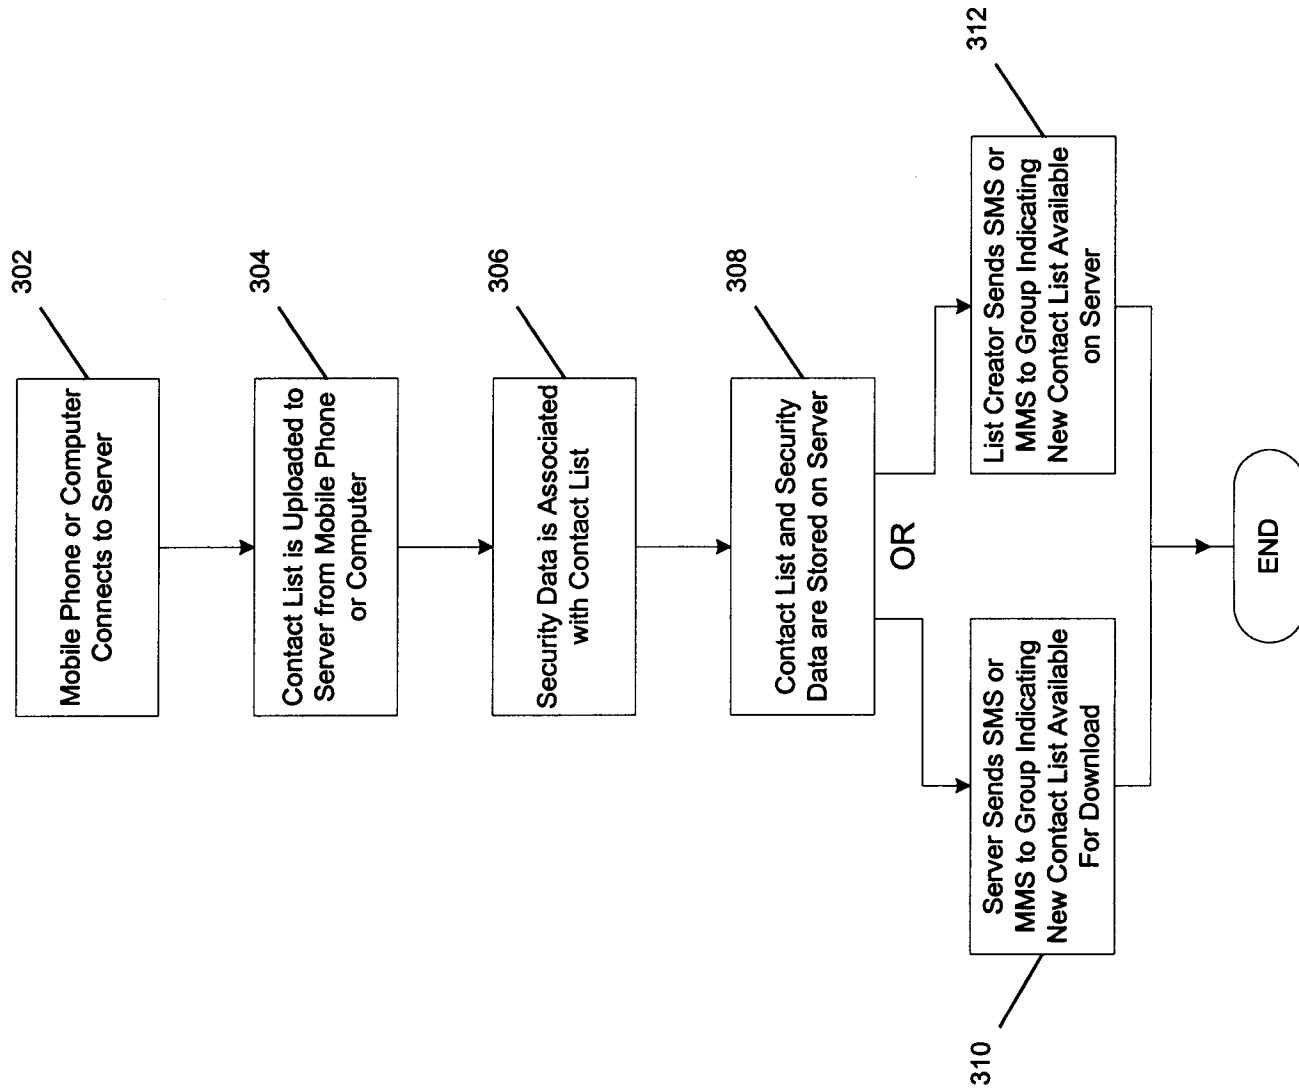 302
Mobile Phone or Computer
Connects to Server
304
Contact List is Uploaded to
Server from Mobile Phone
or Computer
306
Security Data is Associated
with Contact List
308
Contact List and Security
Data are Stored on Server
OR
310
Server Sends SMS or
MMS to Group Indicating
New Contact List Available
For Download
312
List Creator Sends SMS or
MMS to Group Indicating
New Contact List Available
on Server
END